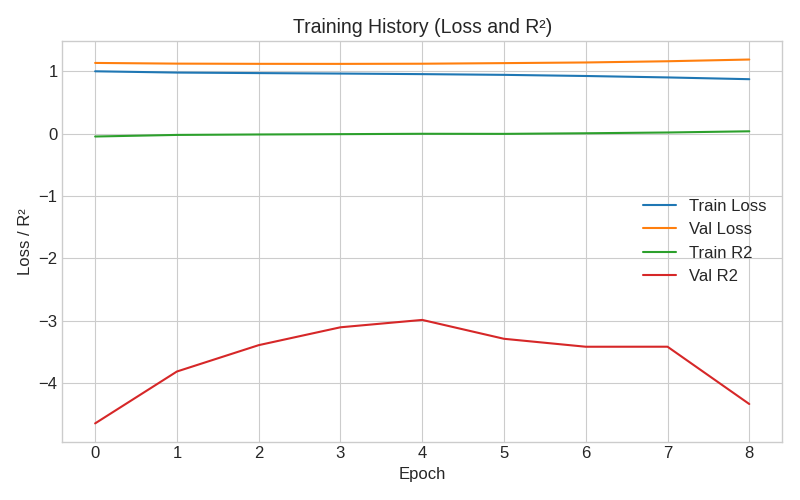 Training History (Loss and R²)
1
0
−1
−2
−3
−4
Loss / R²
Train Loss
Val Loss
Train R2
Val R2
0 1 2 3 4 5 6 7 8
Epoch